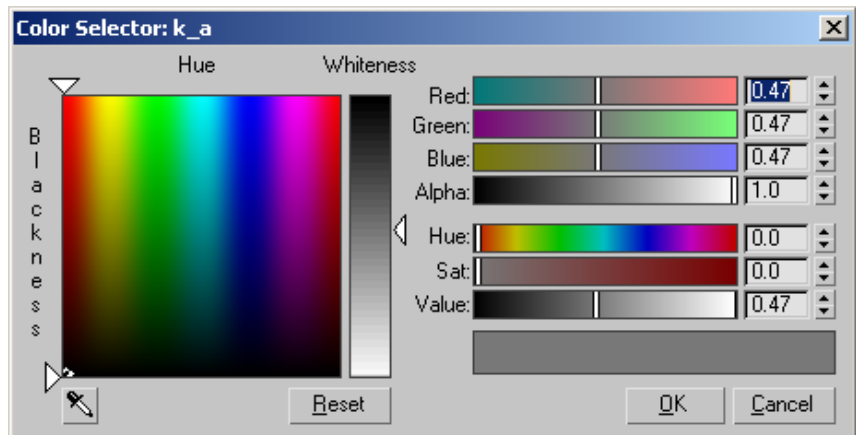 Color Selector: k_a
Hue Whiteness
Blackness
Red: 0.47
Green: 0.47
Blue: 0.47
Alpha: 1.0
Hue: 0.0
Sat: 0.0
Value: 0.47
Reset OK Cancel